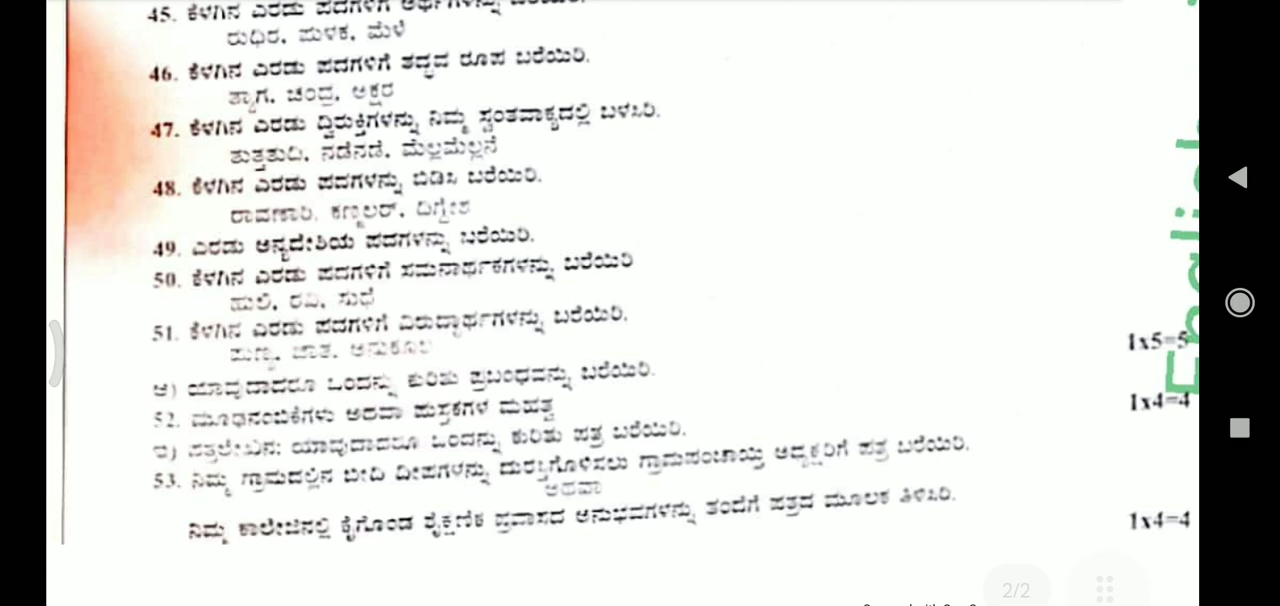 45. ಕೆಳಗಿನ ಎರಡು ಪದಗಳಿಗೆ ಅರ್ಥಗಳನ್ನು ಬರೆಯಿರಿ.
ರುಧಿರ, ಪುಳಕ, ಮೆಳೆ
46. ಕೆಳಗಿನ ಎರಡು ಪದಗಳಿಗೆ ತದ್ಭವ ರೂಪ ಬರೆಯಿರಿ.
ತ್ಯಾಗ, ಚಂದ್ರ, ಅಕ್ಷರ
47. ಕೆಳಗಿನ ಎರಡು ದ್ವಿರುಕ್ತಿಗಳನ್ನು ನಿಮ್ಮ ಸ್ವಂತವಾಕ್ಯದಲ್ಲಿ ಬಳಸಿರಿ.
ತುತ್ತತುದಿ, ನಡೆನಡೆ, ಮೆಲ್ಲಮೆಲ್ಲನೆ
48. ಕೆಳಗಿನ ಎರಡು ಪದಗಳನ್ನು ಬಿಡಿಸಿ ಬರೆಯಿರಿ.
ರಾವಣಾರಿ, ಕಣ್ಮಲರ್,
49. ಎರಡು ಅನ್ಯದೇಶಿಯ ಪದಗಳನ್ನು ಬರೆಯಿರಿ.
50. ಕೆಳಗಿನ ಎರಡು ಪದಗಳಿಗೆ ಸಮನಾರ್ಥಕಗಳನ್ನು ಬರೆಯಿರಿ
ಹುಲಿ, ರವಿ, ಸುಧೆ
51. ಕೆಳಗಿನ ಎರಡು ಪದಗಳಿಗೆ ವಿರುದ್ಧಾರ್ಥಗಳನ್ನು ಬರೆಯಿರಿ.
ಪುಣ್ಯ, ಜಾತ, ಅನುಕೂಲ
1x5=5
ಆ) ಯಾವುದಾದರೂ ಒಂದನ್ನು ಕುರಿತು ಪ್ರಬಂಧವನ್ನು ಬರೆಯಿರಿ.
52. ಮೂಢನಂಬಿಕೆಗಳು ಅಥವಾ ಪುಸ್ತಕಗಳ ಮಹತ್ವ
1x4=4
ಇ) ಪತ್ರಲೇಖನ: ಯಾವುದಾದರೂ ಒಂದನ್ನು ಕುರಿತು ಪತ್ರ ಬರೆಯಿರಿ.
53. ನಿಮ್ಮ ಗ್ರಾಮದಲ್ಲಿನ ಬೀದಿ ದೀಪಗಳನ್ನು ದುರಸ್ತಿಗೊಳಿಸಲು ಗ್ರಾಮಪಂಚಾಯ್ತಿ ಅಧ್ಯಕ್ಷರಿಗೆ ಪತ್ರ ಬರೆಯಿರಿ.
ಅಥವಾ
ನಿಮ್ಮ ಕಾಲೇಜಿನಲ್ಲಿ ಕೈಗೊಂಡ ಶೈಕ್ಷಣಿಕ ಪ್ರವಾಸದ ಅನುಭವಗಳನ್ನು ತಂದೆಗೆ ಪತ್ರದ ಮೂಲಕ ತಿಳಿಸಿರಿ.
1x4=4
2/2
English